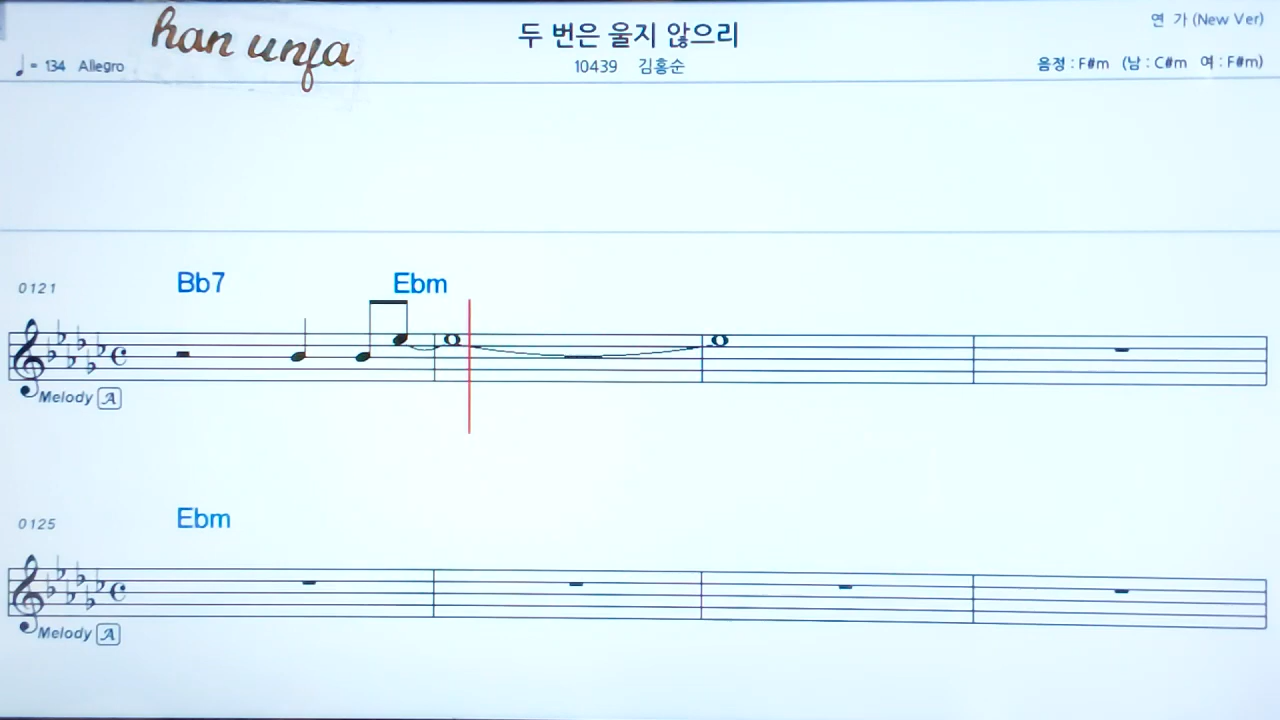 han unfa
두 번은 울지 않으리
연 가 (New Ver)
♩= 134 Allegro
10439 김홍순
음정 : F#m (남 : C#m 여 : F#m)
0121
Bb7 Ebm
Melody A
0125
Ebm
Melody A